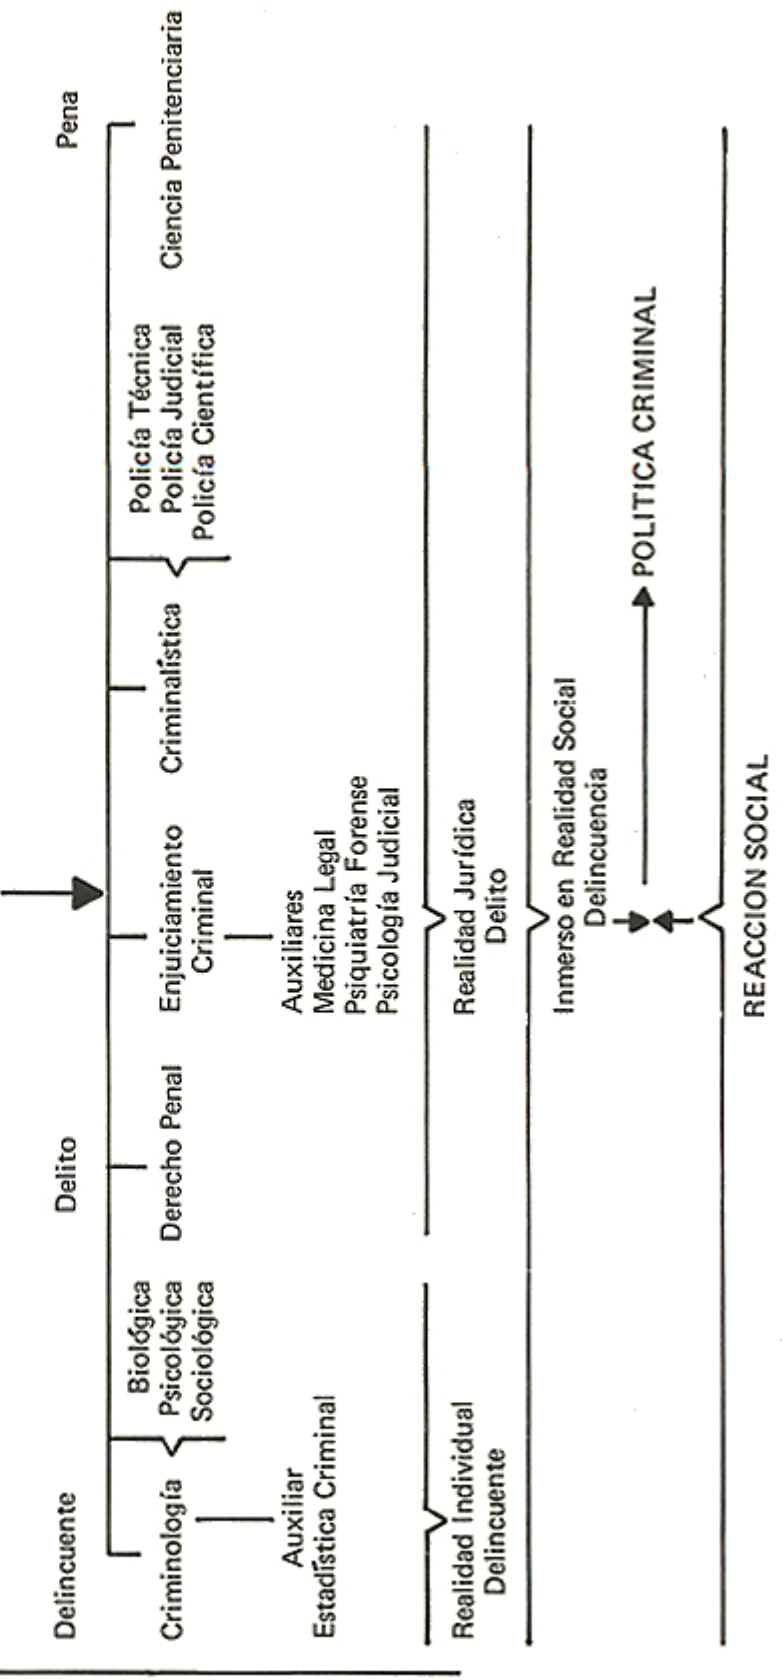 Delincuente
Delito
Pena
Criminología
Biológica
Psicológica
Sociológica
Derecho Penal
Enjuiciamiento
Criminal
Criminalística
Policía Técnica
Policía Judicial
Policía Científica
Ciencia Penitenciaria
Auxiliar
Estadística Criminal
Auxiliares
Medicina Legal
Psiquiatría Forense
Psicología Judicial
Realidad Individual
Delincuente
Realidad Jurídica
Delito
Inmerso en Realidad Social
Delincuencia
POLITICA CRIMINAL
REACCION SOCIAL